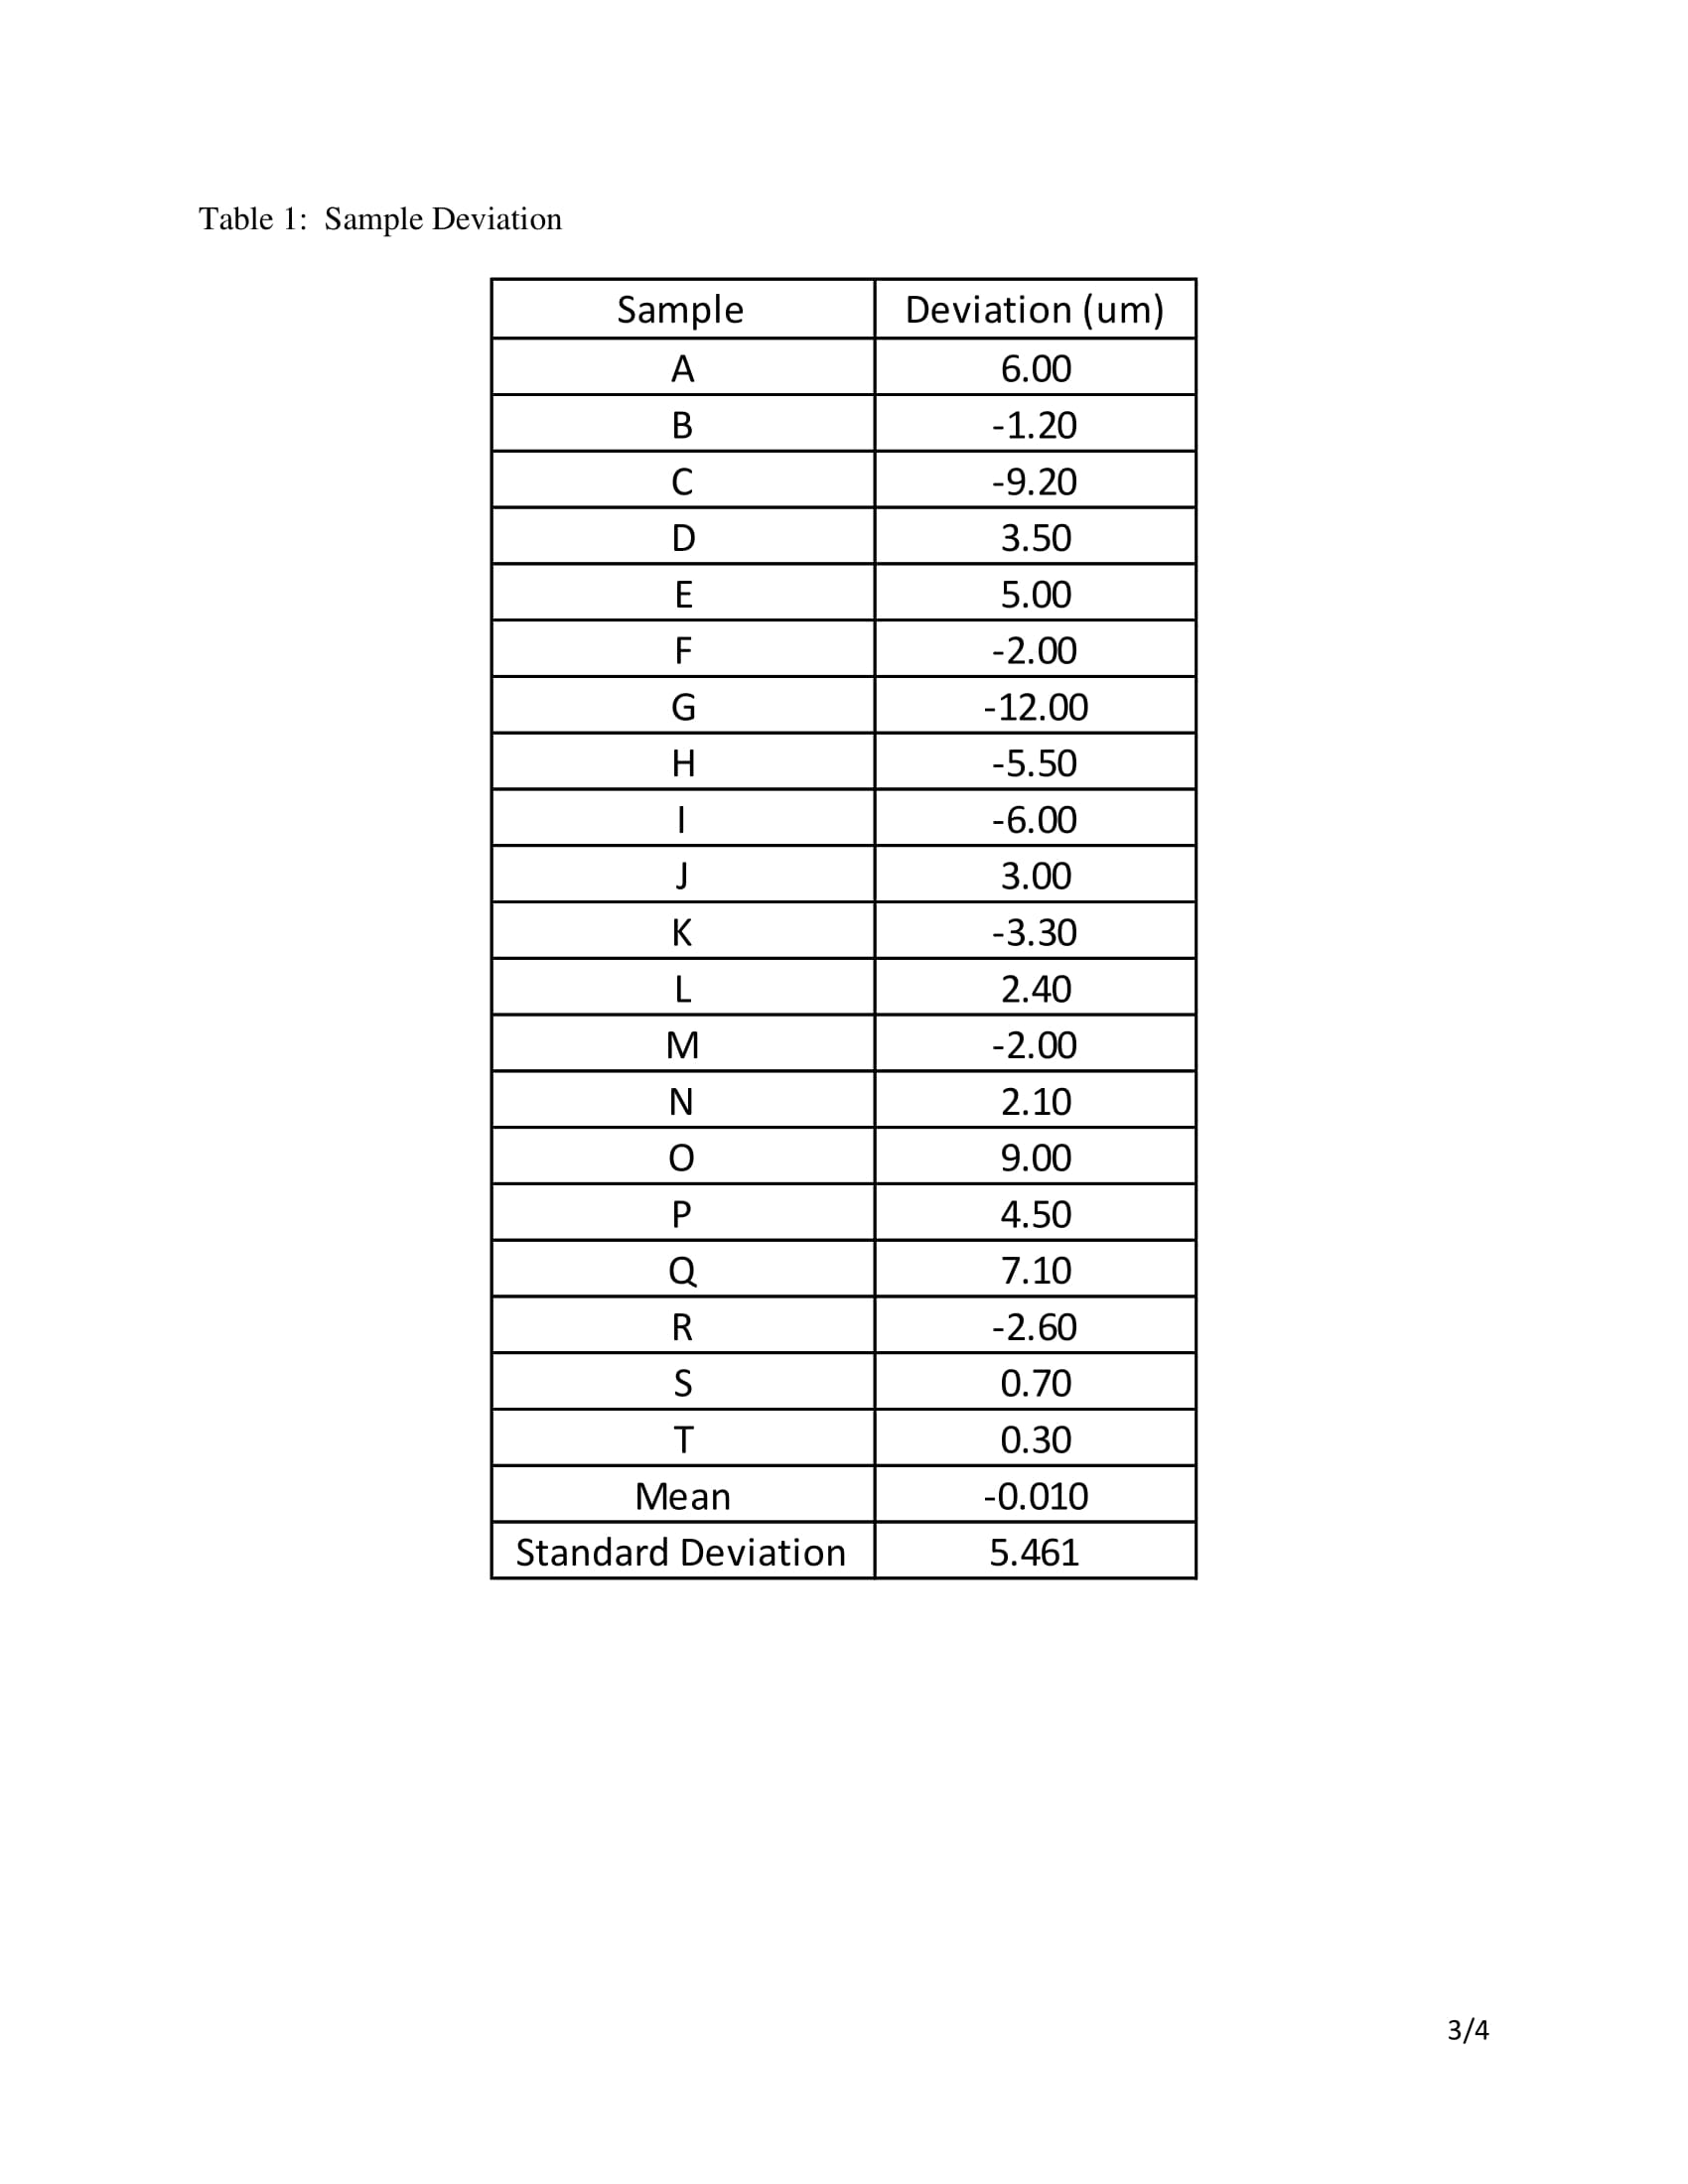 Table 1:  Sample Deviation
Sample Deviation (um)
A 6.00
B -1.20
C -9.20
D 3.50
E 5.00
F -2.00
G -12.00
H -5.50
I -6.00
J 3.00
K -3.30
L 2.40
M -2.00
N 2.10
O 9.00
P 4.50
Q 7.10
R -2.60
S 0.70
T 0.30
Mean -0.010
Standard Deviation 5.461
3/4